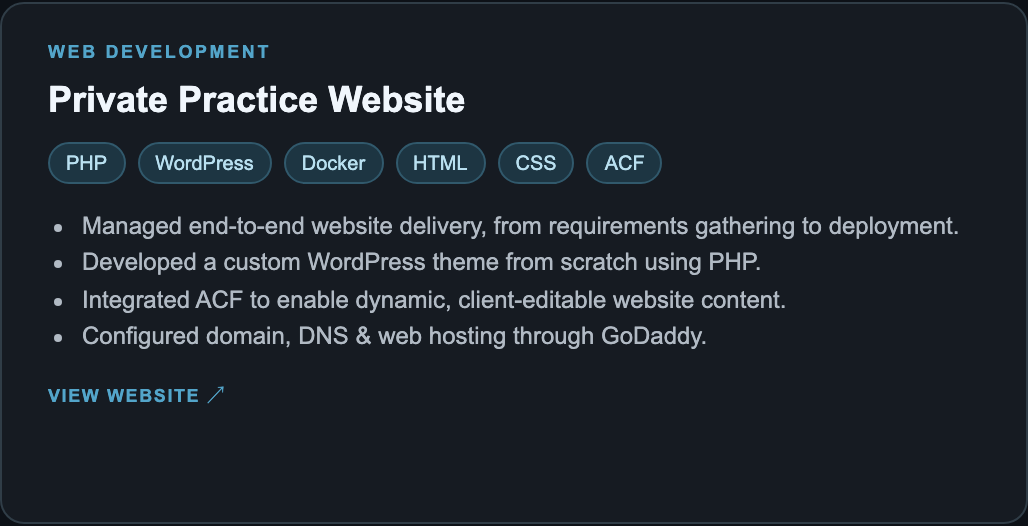 WEB DEVELOPMENT
Private Practice Website
PHP WordPress Docker HTML CSS ACF
• Managed end-to-end website delivery, from requirements gathering to deployment.
• Developed a custom WordPress theme from scratch using PHP.
• Integrated ACF to enable dynamic, client-editable website content.
• Configured domain, DNS & web hosting through GoDaddy.
VIEW WEBSITE ↗